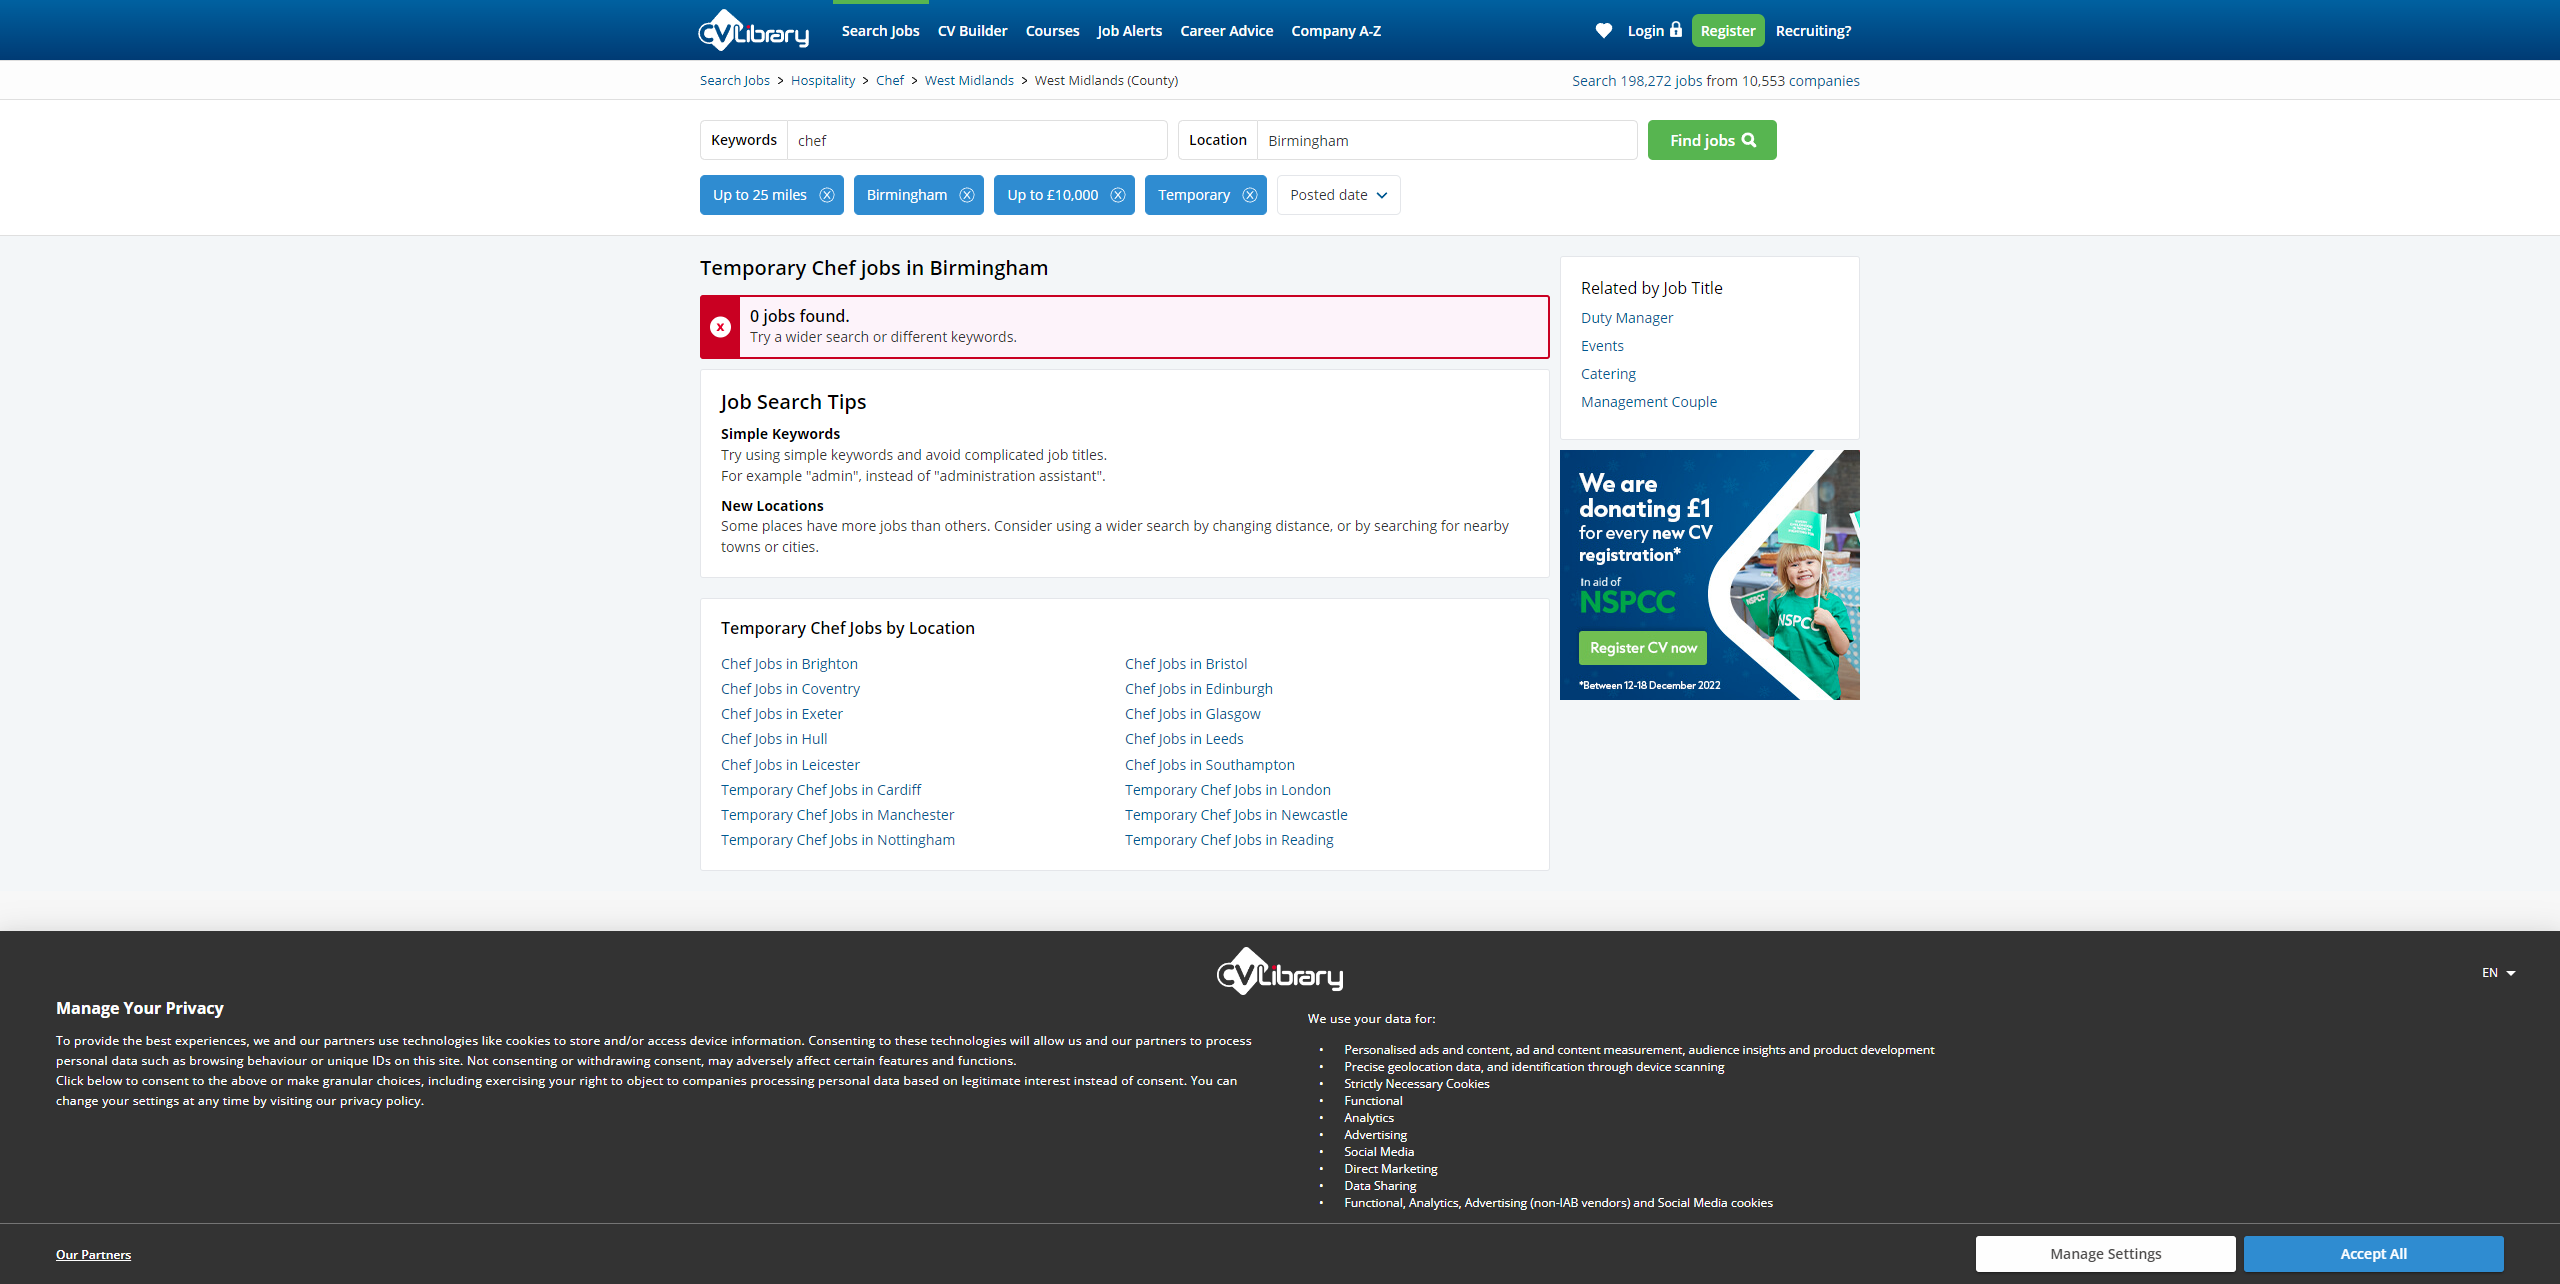 CVLibrary
Search Jobs
CV Builder
Courses
Job Alerts
Career Advice
Company A-Z
Login
Register
Recruiting?
Search Jobs > Hospitality > Chef > West Midlands > West Midlands (County)
Search 198,272 jobs from 10,553 companies
Keywords
chef
Location
Birmingham
Find jobs
Up to 25 miles
Birmingham
Up to £10,000
Temporary
Posted date
Temporary Chef jobs in Birmingham
0 jobs found.
Try a wider search or different keywords.
Job Search Tips
Simple Keywords
Try using simple keywords and avoid complicated job titles.
For example "admin", instead of "administration assistant".
New Locations
Some places have more jobs than others. Consider using a wider search by changing distance, or by searching for nearby
towns or cities.
Temporary Chef Jobs by Location
Chef Jobs in Brighton
Chef Jobs in Bristol
Chef Jobs in Coventry
Chef Jobs in Edinburgh
Chef Jobs in Exeter
Chef Jobs in Glasgow
Chef Jobs in Hull
Chef Jobs in Leeds
Chef Jobs in Leicester
Chef Jobs in Southampton
Temporary Chef Jobs in Cardiff
Temporary Chef Jobs in London
Temporary Chef Jobs in Manchester
Temporary Chef Jobs in Newcastle
Temporary Chef Jobs in Nottingham
Temporary Chef Jobs in Reading
Related by Job Title
Duty Manager
Events
Catering
Management Couple
We are
donating £1
for every new CV
registration*
In aid of
NSPCC
Register CV now
*Between 12-18 December 2022
NSPCC
NSPCC
CVLibrary
EN
Manage Your Privacy
To provide the best experiences, we and our partners use technologies like cookies to store and/or access device information. Consenting to these technologies will allow us and our partners to process
personal data such as browsing behaviour or unique IDs on this site. Not consenting or withdrawing consent, may adversely affect certain features and functions.
Click below to consent to the above or make granular choices, including exercising your right to object to companies processing personal data based on legitimate interest instead of consent. You can
change your settings at any time by visiting our privacy policy.
We use your data for:
• Personalised ads and content, ad and content measurement, audience insights and product development
• Precise geolocation data, and identification through device scanning
• Strictly Necessary Cookies
• Functional
• Analytics
• Advertising
• Social Media
• Direct Marketing
• Data Sharing
• Functional, Analytics, Advertising (non-IAB vendors) and Social Media cookies
Our Partners
Manage Settings
Accept All